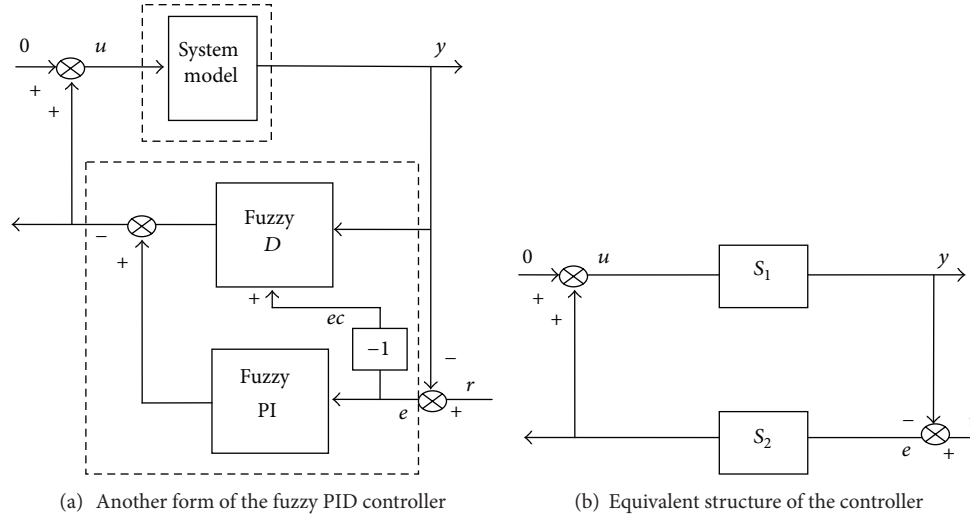 0
u
y
System
model
+
+
Fuzzy
D
−
+
+
ec
−1
−
Fuzzy
PI
r
e
+
(a) Another form of the fuzzy PID controller
0
u
S1
y
+
+
S2
−
e
+
(b) Equivalent structure of the controller